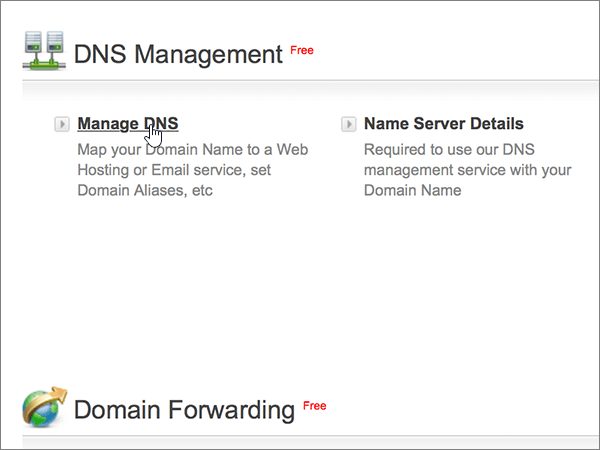 DNS Management Free
Manage DNS
Map your Domain Name to a Web
Hosting or Email service, set
Domain Aliases, etc
Name Server Details
Required to use our DNS
management service with your
Domain Name
Domain Forwarding Free